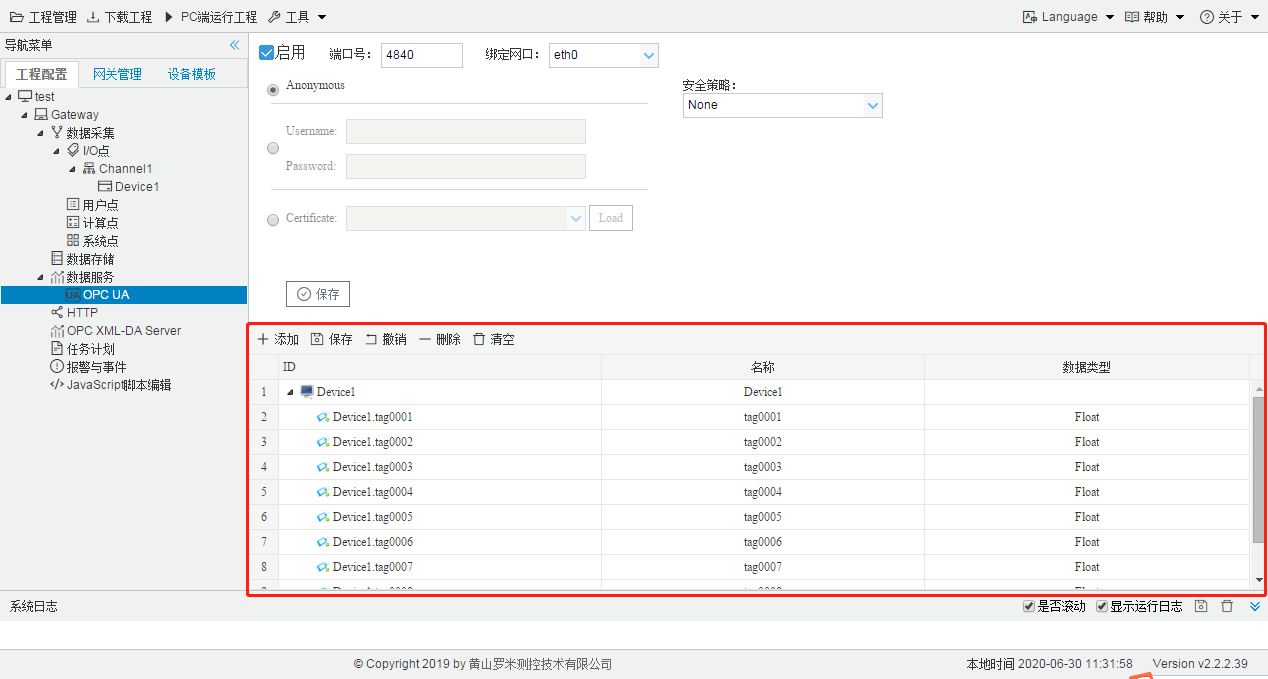 工程管理 下载工程 PC端运行工程 工具 Language 帮助 关于
导航菜单
工程配置 网关管理 设备模板
test
Gateway
数据采集
I/O点
Channel1
Device1
用户点
计算点
系统点
数据存储
数据服务
UA OPC UA
HTTP
OPC XML-DA Server
任务计划
报警与事件
JavaScript脚本编辑
启用 端口号: 4840 绑定网口: eth0
Anonymous
安全策略:
None
Username:
Password:
Certificate: Load
保存
添加 保存 撤销 删除 清空
ID 名称 数据类型
1 Device1 Device1
2 Device1.tag0001 tag0001 Float
3 Device1.tag0002 tag0002 Float
4 Device1.tag0003 tag0003 Float
5 Device1.tag0004 tag0004 Float
6 Device1.tag0005 tag0005 Float
7 Device1.tag0006 tag0006 Float
8 Device1.tag0007 tag0007 Float
系统日志 是否滚动 显示运行日志
© Copyright 2019 by 黄山罗米测控技术有限公司 本地时间 2020-06-30 11:31:58 Version v2.2.2.39